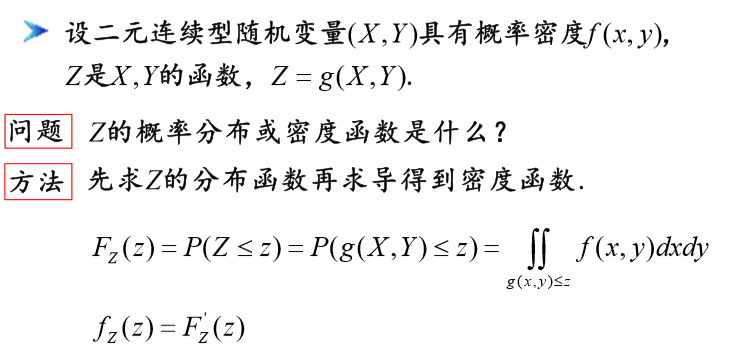 设二元连续型随机变量(X,Y)具有概率密度f(x,y),
Z是X,Y的函数，Z = g(X,Y).
问题 Z的概率分布或密度函数是什么？
方法 先求Z的分布函数再求导得到密度函数.
F_Z(z) = P(Z ≤ z) = P(g(X,Y) ≤ z) = ∬_{g(x,y)≤z} f(x,y)dxdy
f_Z(z) = F_Z'(z)